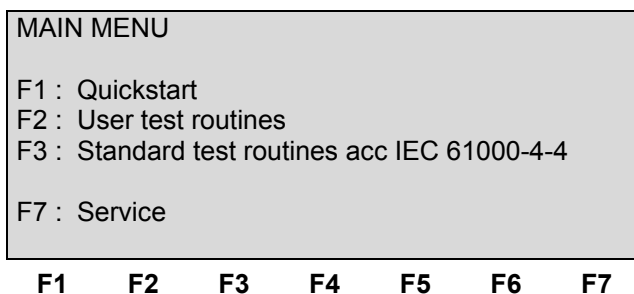 MAIN MENU
F1 : Quickstart
F2 : User test routines
F3 : Standard test routines acc IEC 61000-4-4
F7 : Service
F1 F2 F3 F4 F5 F6 F7